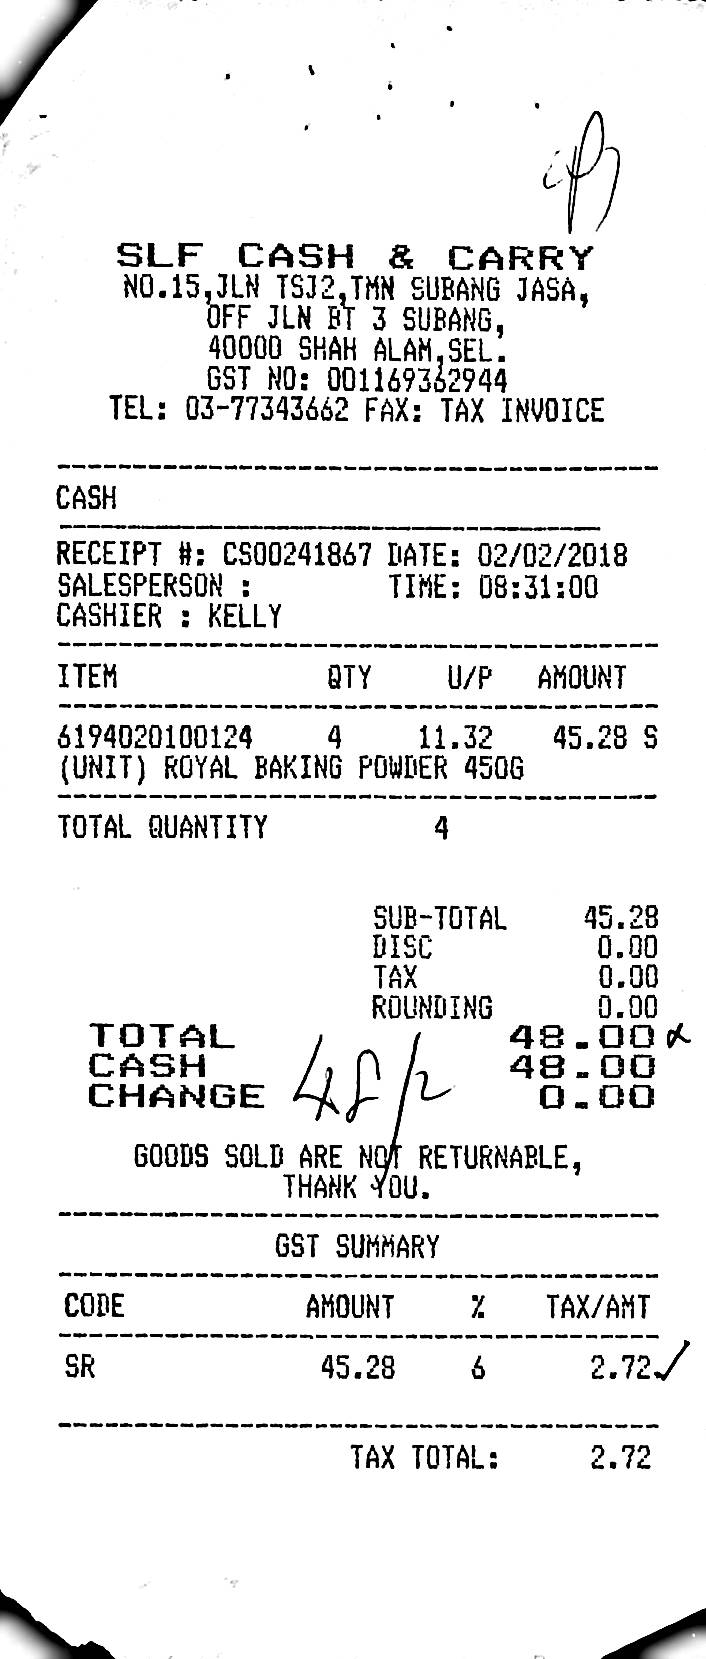 SLF CASH & CARRY
NO.15,JLN TSJ2,TMN SUBANG JASA,
OFF JLN BT 3 SUBANG,
40000 SHAH ALAM,SEL.
GST NO: 001169362944
TEL: 03-77343662 FAX: TAX INVOICE
CASH
RECEIPT #: CS00241867 DATE: 02/02/2018
SALESPERSON : TIME: 08:31:00
CASHIER : KELLY
ITEM QTY U/P AMOUNT
6194020100124 4 11.32 45.28 S
(UNIT) ROYAL BAKING POWDER 450G
TOTAL QUANTITY 4
SUB-TOTAL 45.28
DISC 0.00
TAX 0.00
ROUNDING 0.00
TOTAL 48.00
CASH 48.00
CHANGE 0.00
GOODS SOLD ARE NOT RETURNABLE,
THANK YOU.
GST SUMMARY
CODE AMOUNT % TAX/AMT
SR 45.28 6 2.72
TAX TOTAL: 2.72